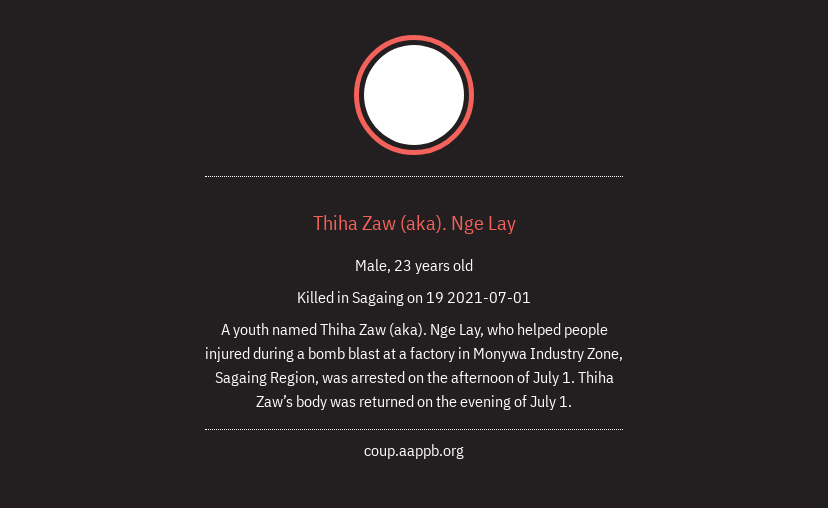 Thiha Zaw (aka). Nge Lay
Male, 23 years old
Killed in Sagaing on 19 2021-07-01
A youth named Thiha Zaw (aka). Nge Lay, who helped people
injured during a bomb blast at a factory in Monywa Industry Zone,
Sagaing Region, was arrested on the afternoon of July 1. Thiha
Zaw’s body was returned on the evening of July 1.
coup.aappb.org